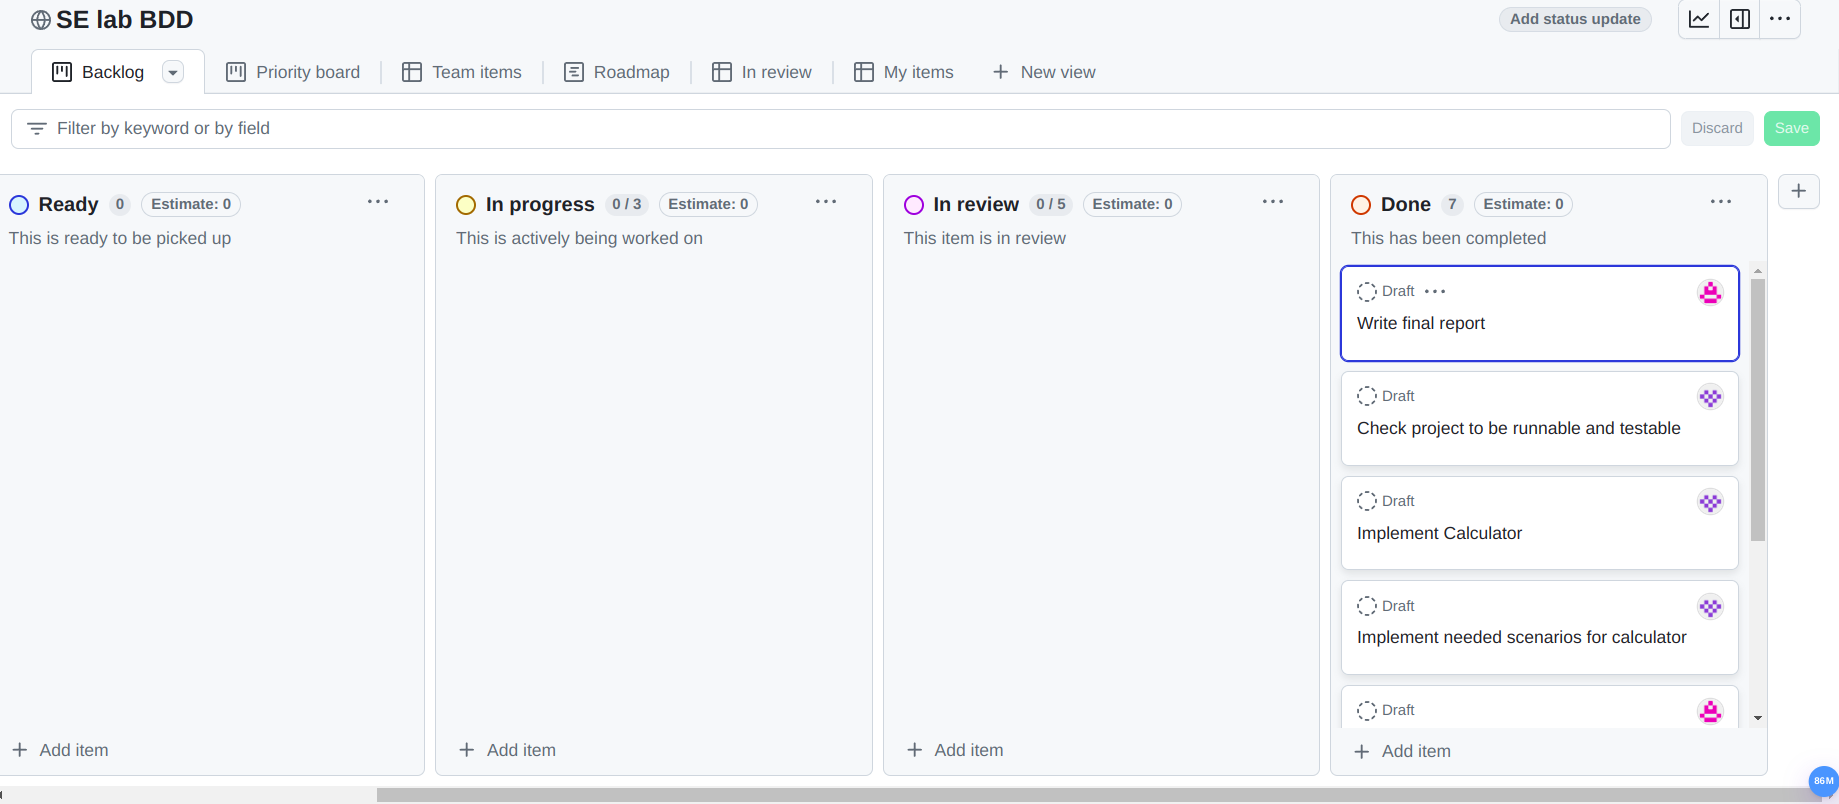 SE lab BDD
Add status update
Backlog
Priority board
Team items
Roadmap
In review
My items
New view
Filter by keyword or by field
Discard
Save
Ready 0 Estimate: 0
This is ready to be picked up
Add item
In progress 0 / 3 Estimate: 0
This is actively being worked on
Add item
In review 0 / 5 Estimate: 0
This item is in review
Add item
Done 7 Estimate: 0
This has been completed
Draft
Write final report
Draft
Check project to be runnable and testable
Draft
Implement Calculator
Draft
Implement needed scenarios for calculator
Draft
Add item
86M